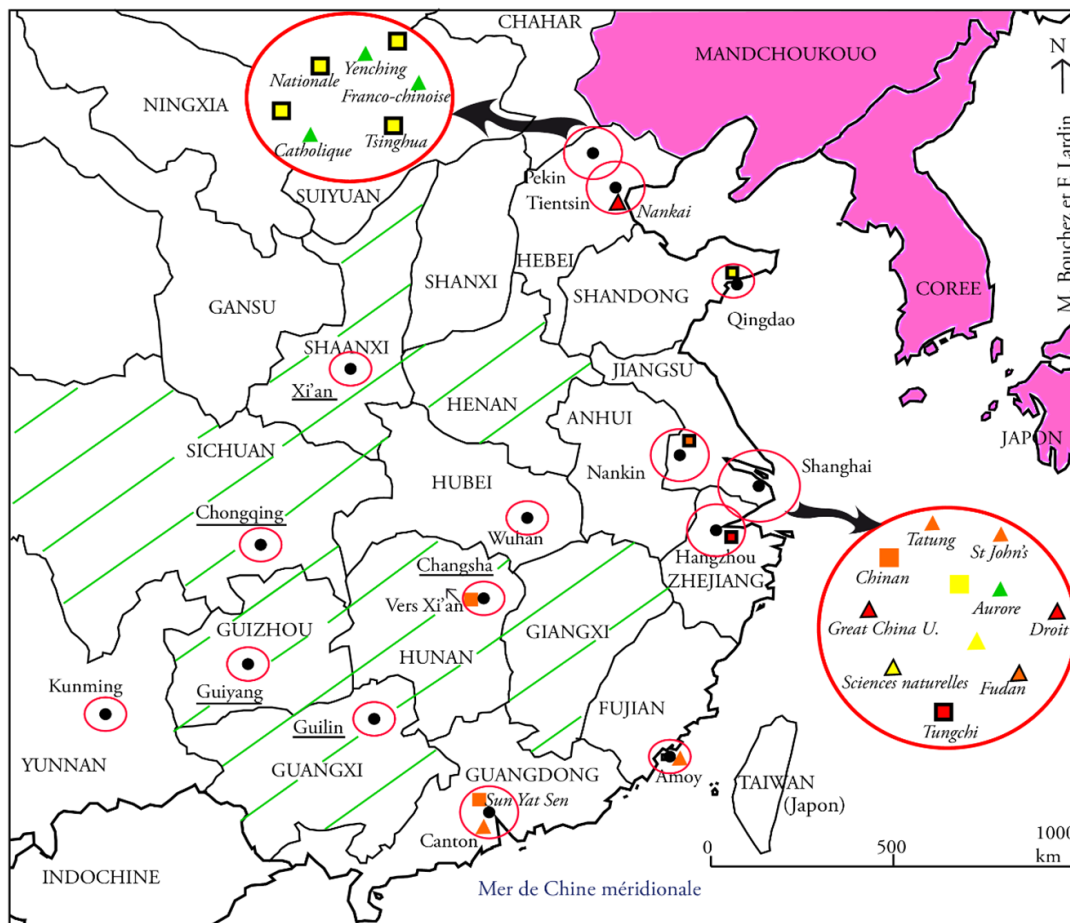 CHAHAR
MANDCHOUKOUO
N
M. Bouchez et F. Lardin
NINGXIA
Nationale
Yenching
Franco-chinoise
Tsinghua
Catholique
SUIYUAN
Pekin
Tientsin
Nankai
HEBEI
SHANXI
GANSU
SHANDONG
Qingdao
COREE
SHAANXI
Xi'an
JIANGSU
HENAN
ANHUI
JAPON
SICHUAN
HUBEI
Nankin
Shanghai
Chongqing
Wuhan
Hangzhou
ZHEJIANG
Changsha
Vers Xi'an
Tatung
St John's
Chinan
Aurore
Great China U.
Droit
Sciences naturelles
Fudan
Tungchi
GUIZHOU
HUNAN
GIANGXI
Kunming
Guiyang
Guilin
FUJIAN
YUNNAN
GUANGXI
GUANGDONG
Amoy
TAIWAN
(Japon)
Sun Yat Sen
Canton
0 500 1000
km
INDOCHINE
Mer de Chine méridionale